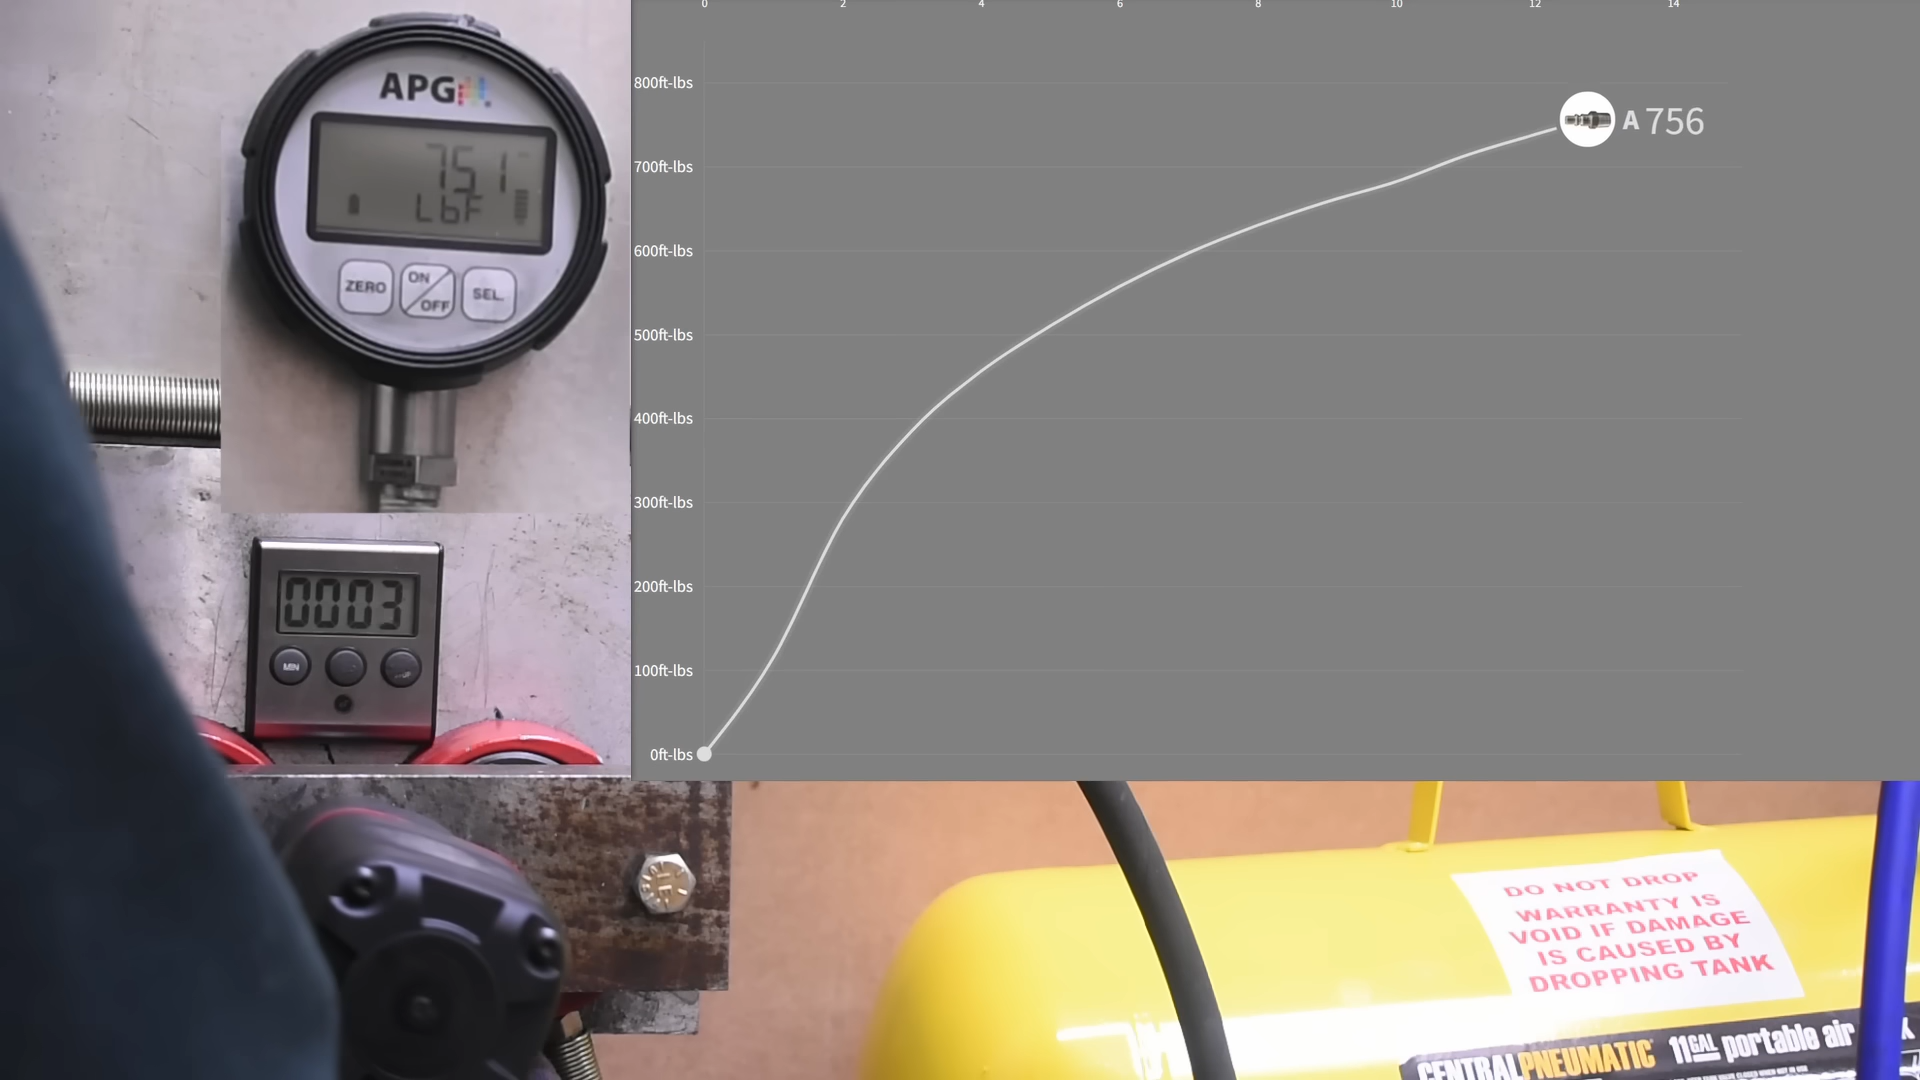 APG
751
LbF
ZERO
ON
OFF
SEL
0003
MIN
0 2 4 6 8 10 12 14
800ft-lbs
700ft-lbs
600ft-lbs
500ft-lbs
400ft-lbs
300ft-lbs
200ft-lbs
100ft-lbs
0ft-lbs
A 756
DO NOT DROP
WARRANTY IS
VOID IF DAMAGE
IS CAUSED BY
DROPPING TANK
CENTRALPNEUMATIC 11GAL portable air